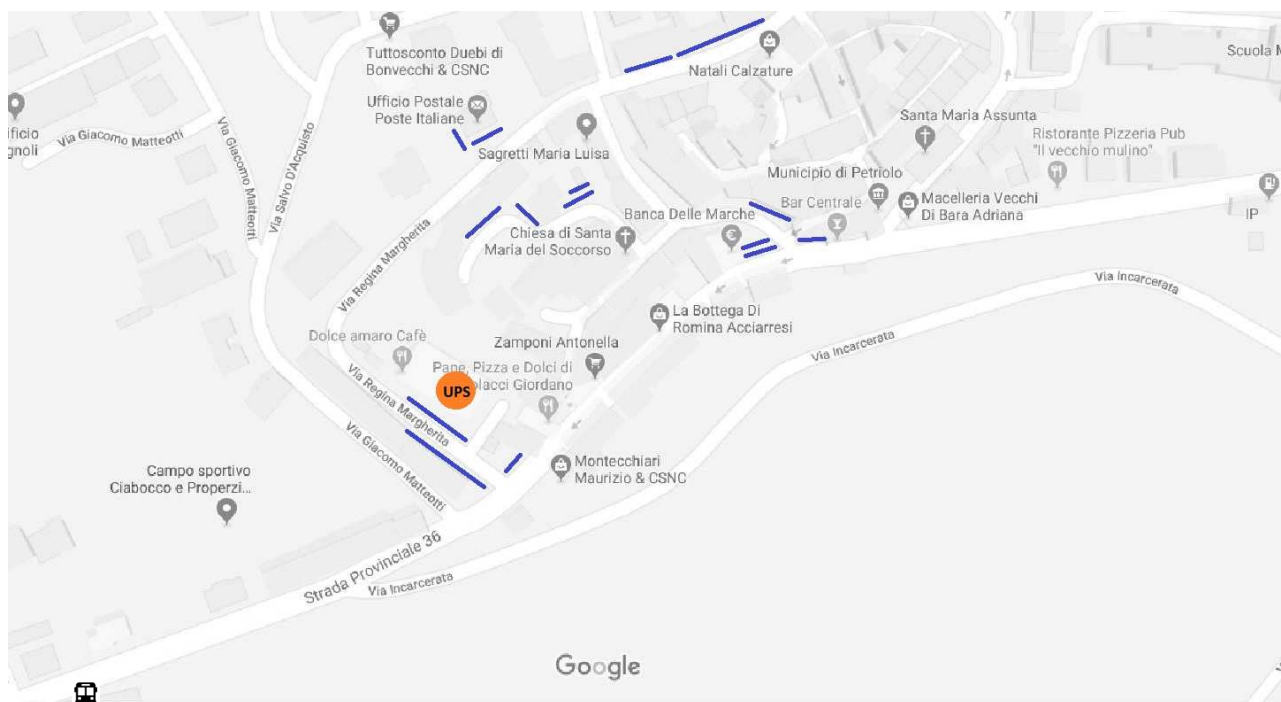 Tuttosconto Duebi di
Bonvecchi & CSNC
Natali Calzature
Scuola
Ufficio Postale
Poste Italiane
ificio
gnoli
Via Giacomo Matteotti
Via Giacomo Matteotti
Via Salvo D'Acquisto
Sagretti Maria Luisa
Santa Maria Assunta
Ristorante Pizzeria Pub
"Il vecchio mulino"
Municipio di Petriolo
Bar Centrale
Macelleria Vecchi
Di Bara Adriana
IP
Banca Delle Marche
€
Chiesa di Santa
Maria del Soccorso
Via Regina Margherita
Via Incarcerata
La Bottega Di
Romina Acciarresi
Via Incarcerata
Dolce amaro Cafè
Zamponi Antonella
Pane, Pizza e Dolci di
olacci Giordano
UPS
Via Regina Margherita
Via Giacomo Matteotti
Campo sportivo
Ciabocco e Properzi...
Montecchiari
Maurizio & CSNC
Strada Provinciale 36
Via Incarcerata
Google